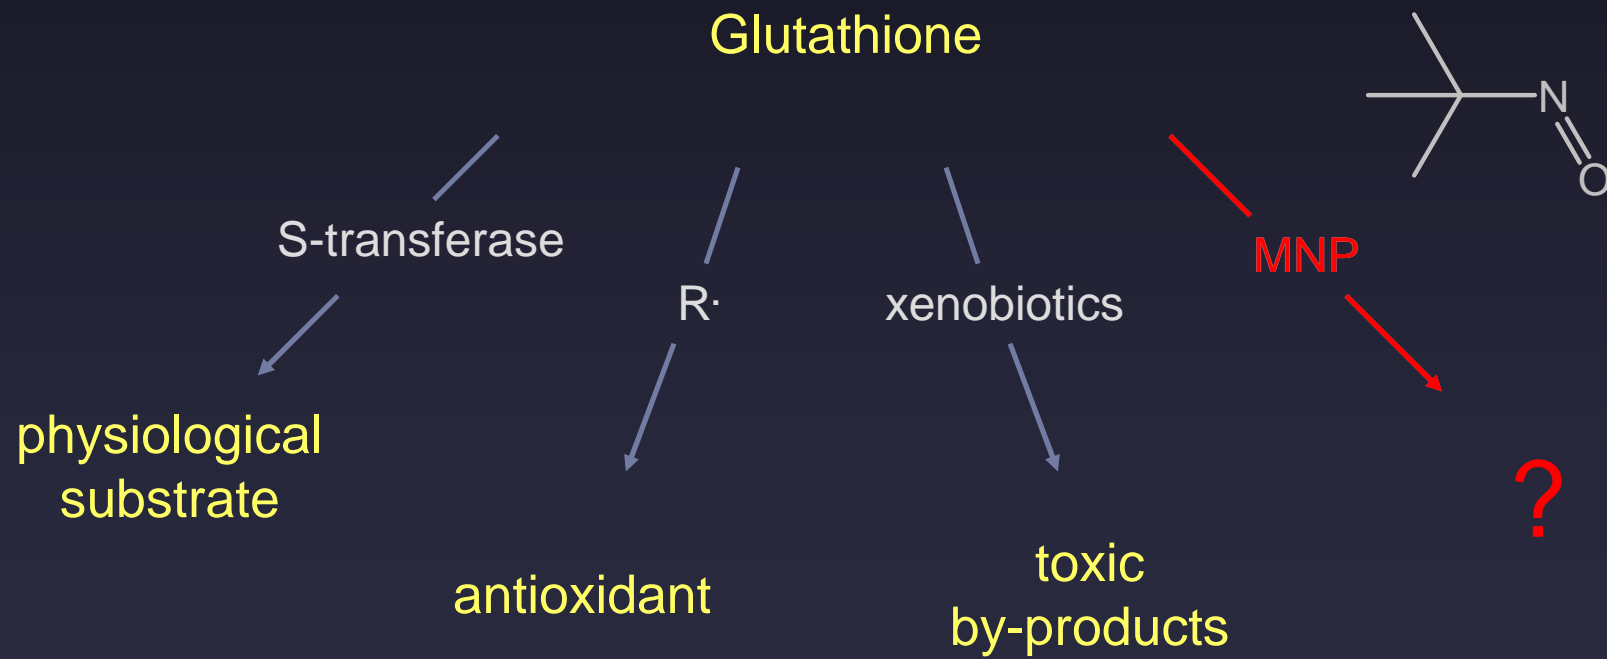 Glutathione
N
O
S-transferase
MNP
R·
xenobiotics
physiological
substrate
?
antioxidant
toxic
by-products